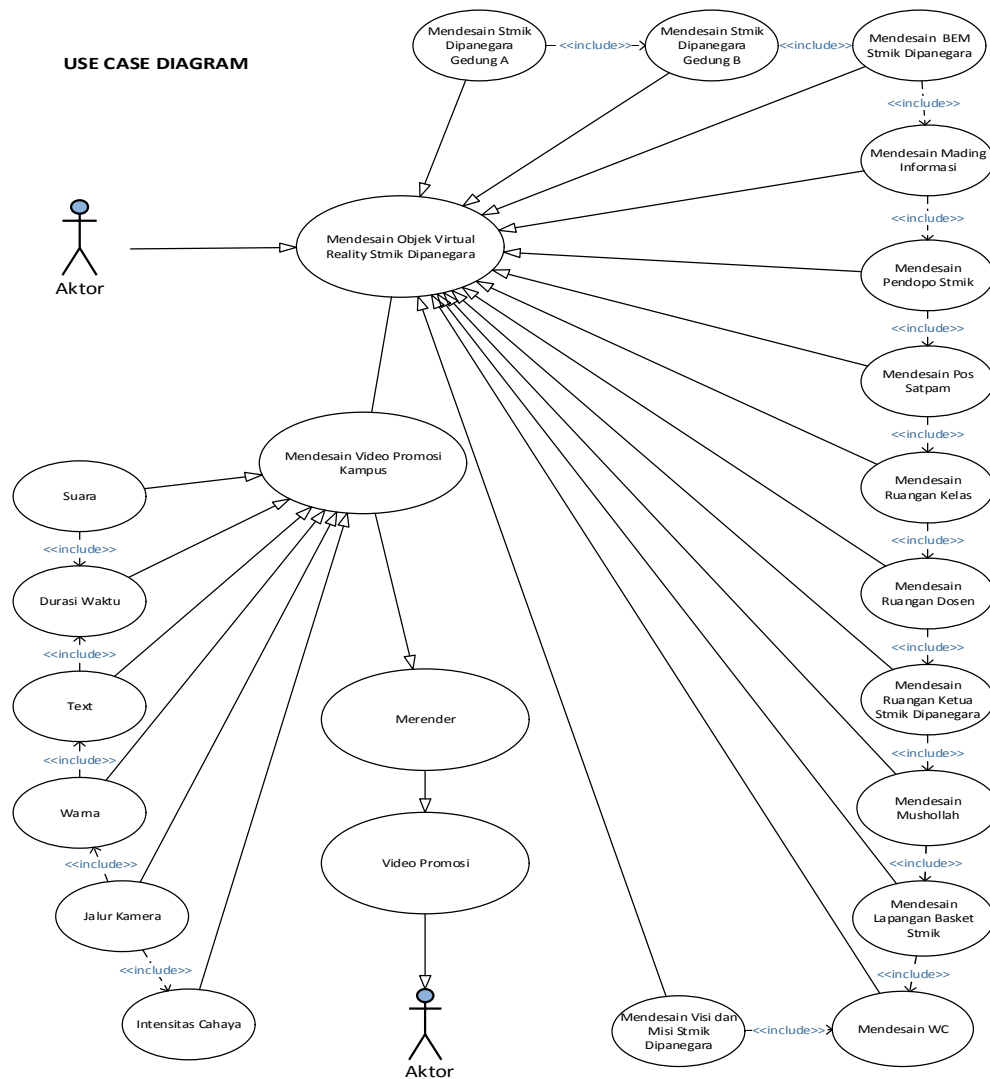 Mendesain Stmik
Dipanegara
Gedung A
<<include>>
Mendesain Stmik
Dipanegara
Gedung B
<<include>>
Mendesain  BEM
Stmik Dipanegara
USE CASE DIAGRAM
<<include>>
Mendesain Mading
Informasi
<<include>>
Aktor
Mendesain Objek Virtual
Reality Stmik Dipanegara
Mendesain
Pendopo Stmik
<<include>>
Mendesain Pos
Satpam
<<include>>
Mendesain Video Promosi
Kampus
Mendesain
Ruangan Kelas
<<include>>
Suara
<<include>>
Durasi Waktu
<<include>>
Text
<<include>>
Warna
<<include>>
Jalur Kamera
<<include>>
Intensitas Cahaya
Mendesain
Ruangan Dosen
<<include>>
Mendesain
Ruangan Ketua
Stmik Dipanegara
<<include>>
Merender
Video Promosi
Aktor
Mendesain
Mushollah
<<include>>
Mendesain
Lapangan Basket
Stmik
<<include>>
Mendesain Visi dan
Misi Stmik
Dipanegara
<<include>>
Mendesain WC